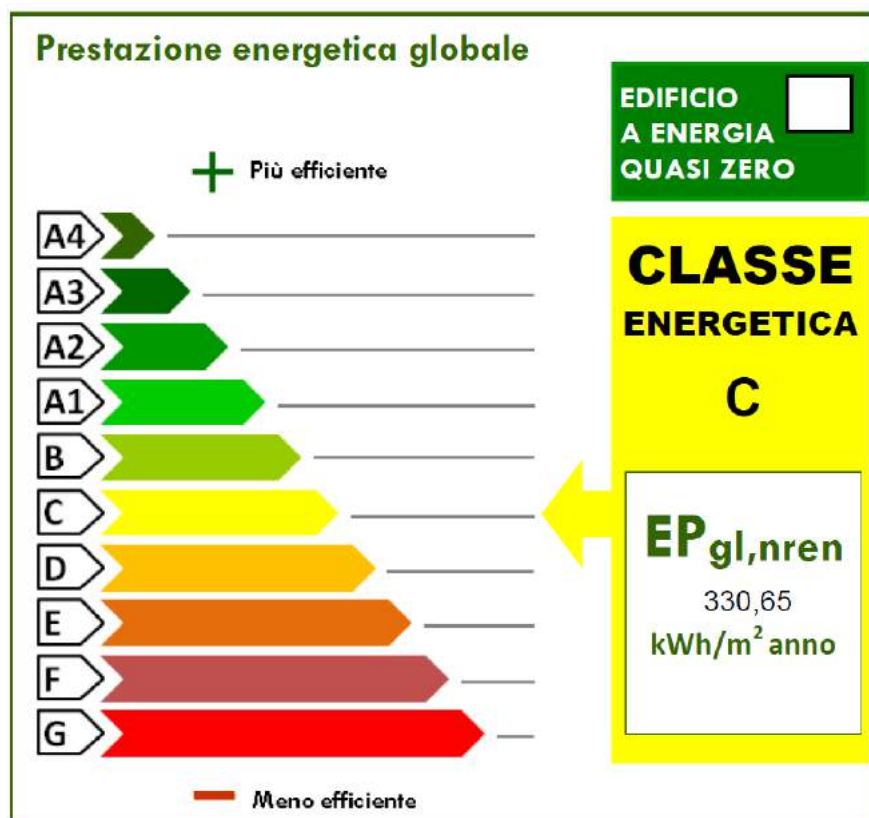 Prestazione energetica globale
Più efficiente
A4
A3
A2
A1
B
C
D
E
F
G
Meno efficiente
EDIFICIO
A ENERGIA
QUASI ZERO
CLASSE
ENERGETICA
C
EPgl,nren
330,65
kWh/m² anno